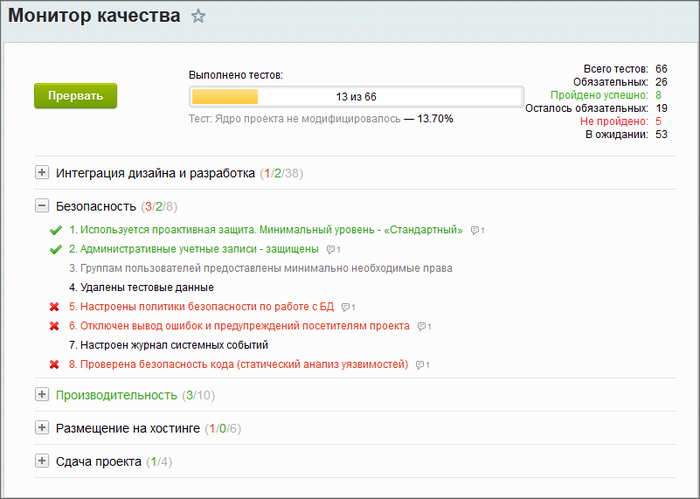 Монитор качества
Прервать
Выполнено тестов:
13 из 66
Тест: Ядро проекта не модифицировалось — 13.70%
Всего тестов: 66
Обязательных: 26
Пройдено успешно: 8
Осталось обязательных: 19
Не пройдено: 5
В ожидании: 53
Интеграция дизайна и разработка (1/2/38)
Безопасность (3/2/8)
1. Используется проактивная защита. Минимальный уровень - «Стандартный» 1
2. Административные учетные записи - защищены 1
3. Группам пользователей предоставлены минимально необходимые права
4. Удалены тестовые данные
5. Настроены политики безопасности по работе с БД 1
6. Отключен вывод ошибок и предупреждений посетителям проекта 1
7. Настроен журнал системных событий
8. Проверена безопасность кода (статический анализ уязвимостей) 1
Производительность (3/10)
Размещение на хостинге (1/0/6)
Сдача проекта (1/4)